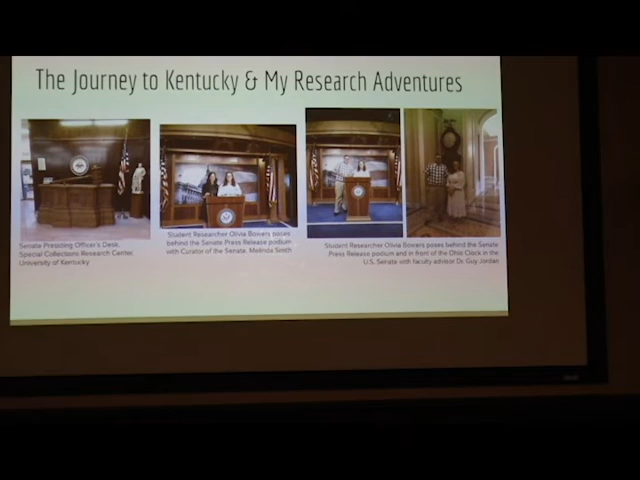 The Journey to Kentucky & My Research Adventures
Senate Presiding Officer's Desk,
Special Collections Research Center,
University of Kentucky
Student Researcher Olivia Bowers poses
behind the Senate Press Release podium
with Curator of the Senate, Melinda Smith
Student Researcher Olivia Bowers poses behind the Senate
Press Release podium and in front of the Ohio Clock in the
U.S. Senate with faculty advisor Dr. Guy Jordan